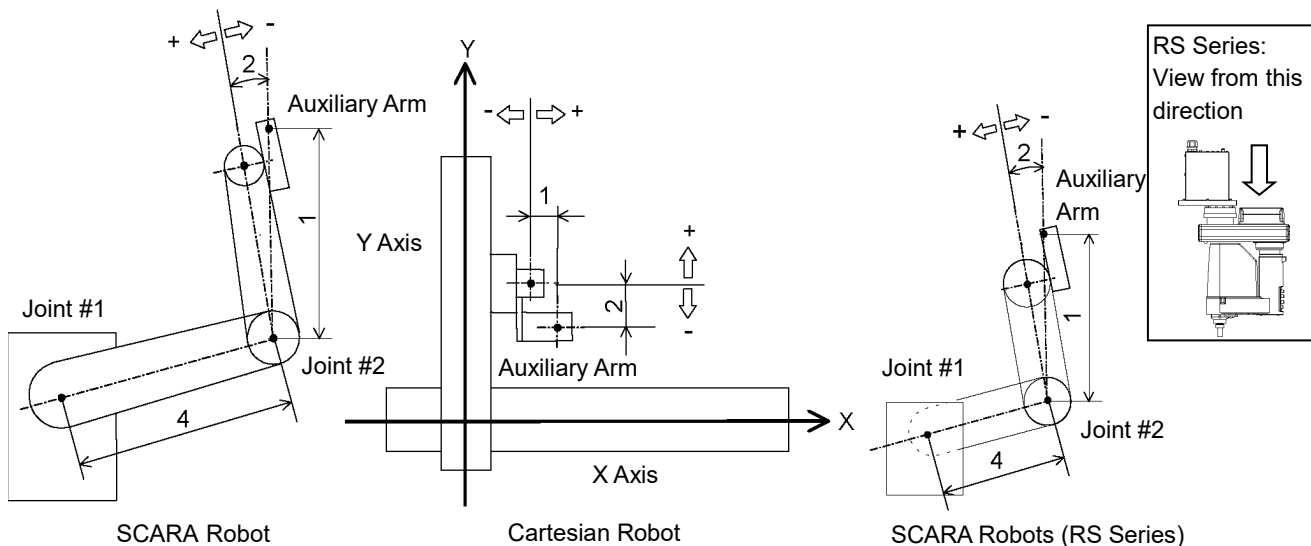 +
-
2
Auxiliary Arm
1
Joint #1
Joint #2
4
SCARA Robot
Y
-
+
1
Y Axis
+
2
-
Auxiliary Arm
X
X Axis
Cartesian Robot
+
-
2
Auxiliary
Arm
1
Joint #1
Joint #2
4
SCARA Robots (RS Series)
RS Series:
View from this
direction